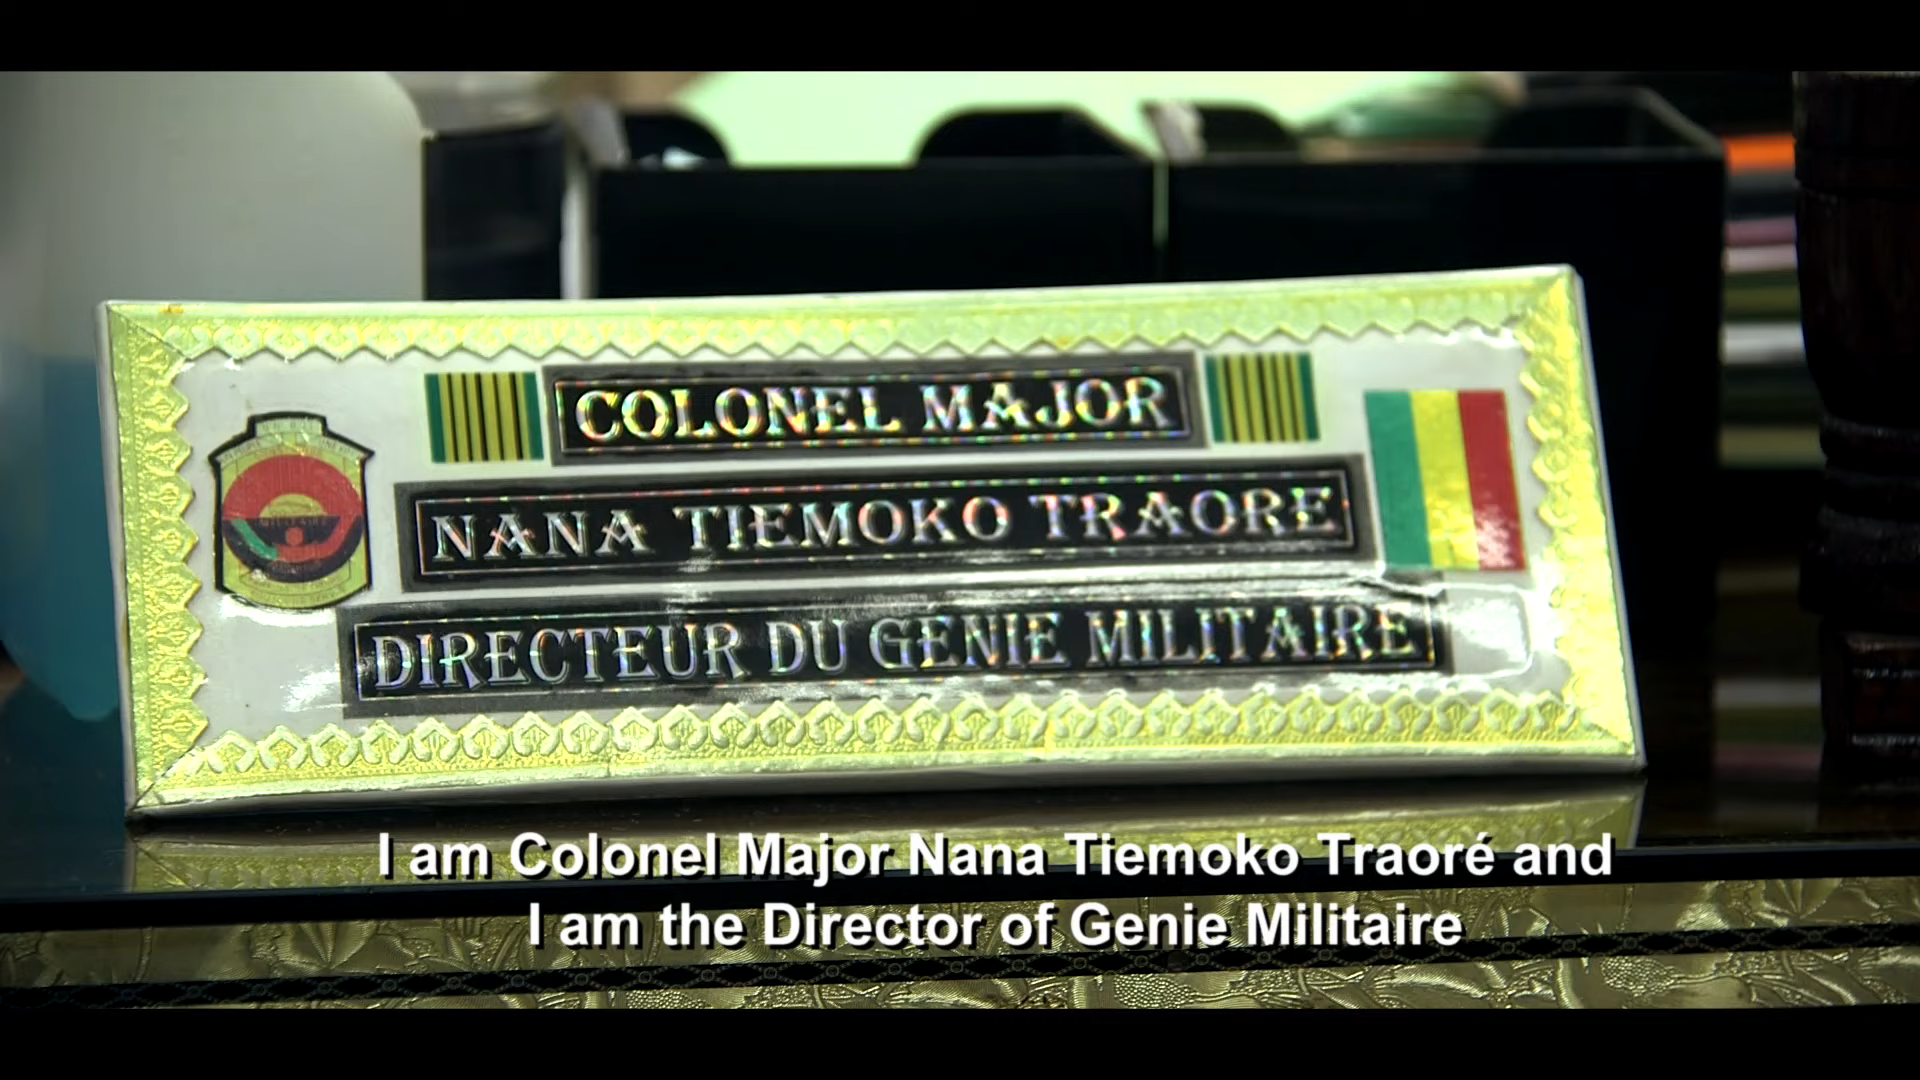 COLONEL MAJOR
NANA TIEMOKO TRAORE
MILITAIRE
DIRECTEUR DU GENIE MILITAIRE
I am Colonel Major Nana Tiemoko Traoré and
I am the Director of Genie Militaire